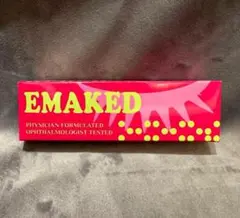 EMAKED
PHYSICIAN FORMULATED
OPHTHALMOLOGIST TESTED